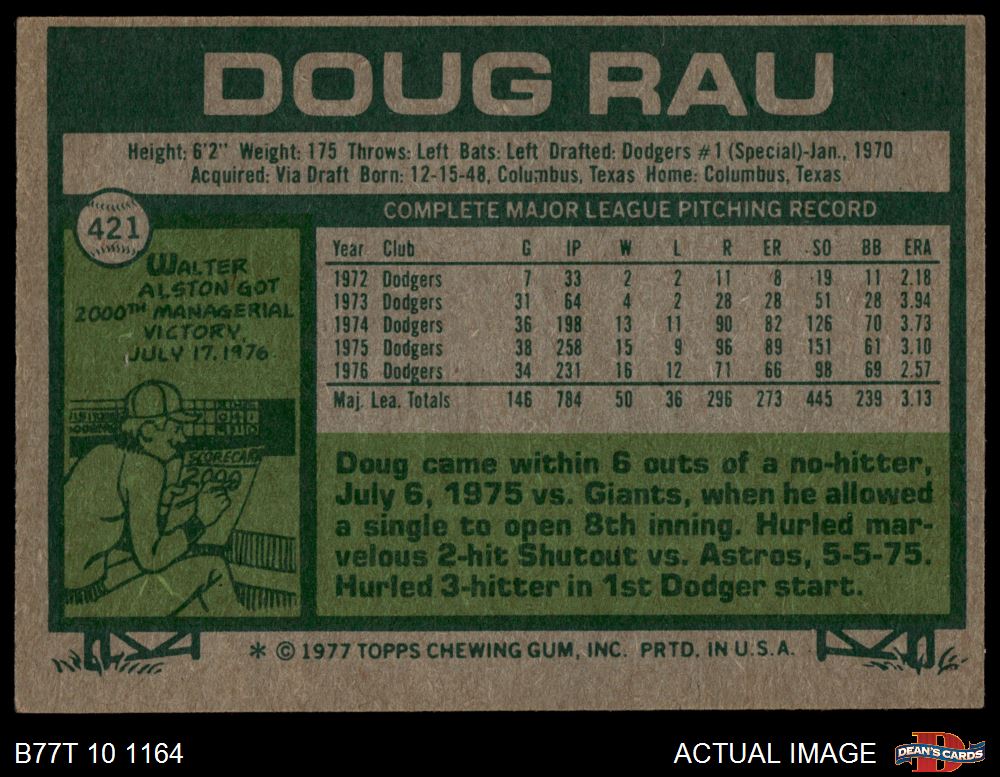 DOUG RAU
Height: 6'2" Weight: 175 Throws: Left Bats: Left Drafted: Dodgers #1 (Special)-Jan., 1970
Acquired: Via Draft Born: 12-15-48, Columbus, Texas Home: Columbus, Texas
421
WALTER
ALSTON GOT
2000TH MANAGERIAL
VICTORY,
JULY 17, 1976
SCORECARD
2000
COMPLETE MAJOR LEAGUE PITCHING RECORD
Year Club G IP W L R ER SO BB ERA
1972 Dodgers 7 33 2 2 11 8 19 11 2.18
1973 Dodgers 31 64 4 2 28 28 51 28 3.94
1974 Dodgers 36 198 13 11 90 82 126 70 3.73
1975 Dodgers 38 258 15 9 96 89 151 61 3.10
1976 Dodgers 34 231 16 12 71 66 98 69 2.57
Maj. Lea. Totals 146 784 50 36 296 273 445 239 3.13
Doug came within 6 outs of a no-hitter,
July 6, 1975 vs. Giants, when he allowed
a single to open 8th inning. Hurled mar-
velous 2-hit Shutout vs. Astros, 5-5-75.
Hurled 3-hitter in 1st Dodger start.
* © 1977 TOPPS CHEWING GUM, INC. PRTD. IN U.S.A.
B77T 10 1164
ACTUAL IMAGE
D
DEAN'S CARDS